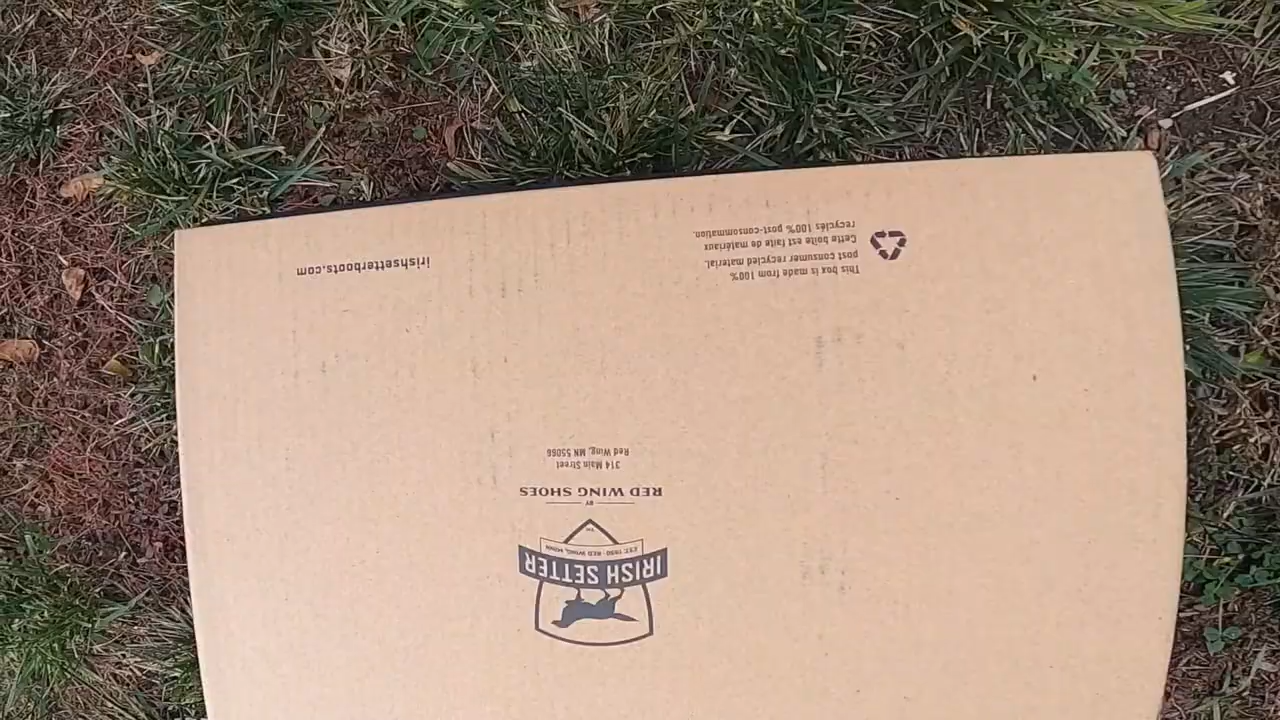 IRISH SETTER
EST. 1950 · RED WING, MINN
TM
BY
RED WING SHOES
314 Main Street
Red Wing, MN 55066
This box is made from 100%
post consumer recycled material.
Cette boîte est faite de matériaux
recyclés 100% post-consommation.
irishsetterboots.com